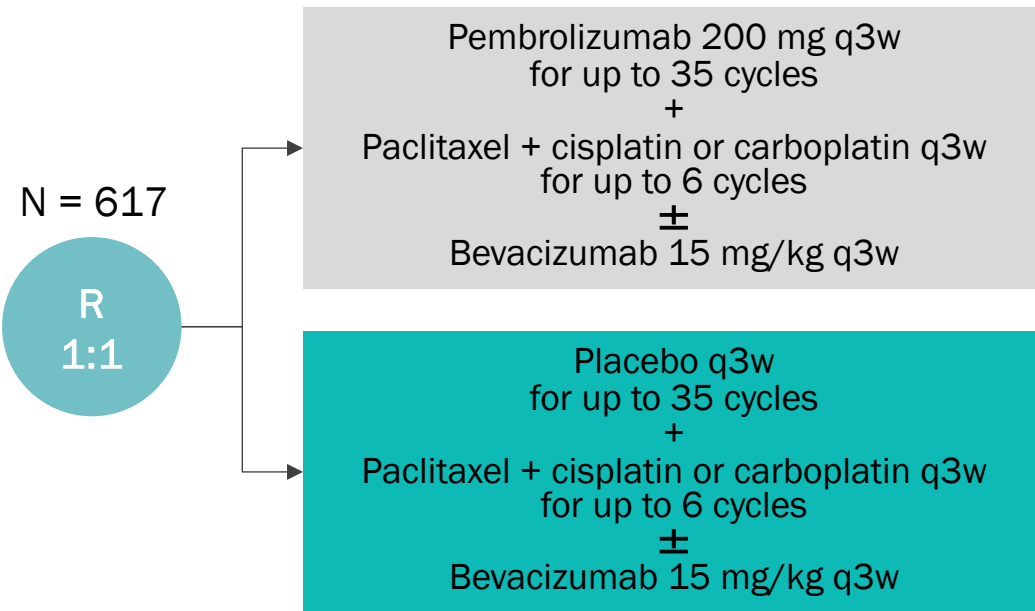 N = 617
R
1:1
Pembrolizumab 200 mg q3w
for up to 35 cycles
+
Paclitaxel + cisplatin or carboplatin q3w
for up to 6 cycles
±
Bevacizumab 15 mg/kg q3w
Placebo q3w
for up to 35 cycles
+
Paclitaxel + cisplatin or carboplatin q3w
for up to 6 cycles
±
Bevacizumab 15 mg/kg q3w